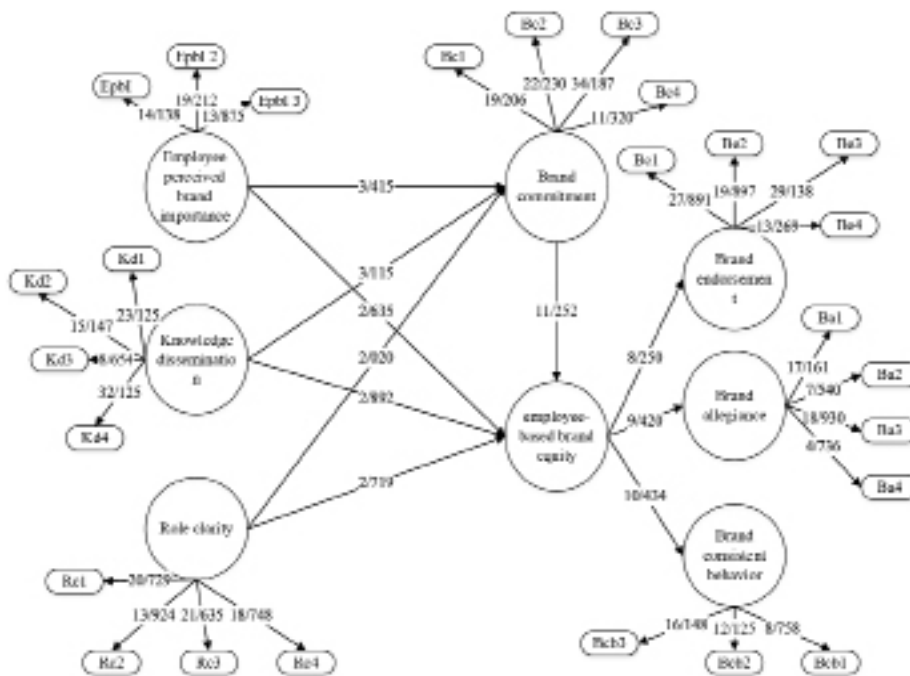 Bc2
Bc3
Epbl 2
Bc1
22/230
34/187
Epbl
Epbl 3
19/206
Bc4
19/212
11/320
14/138
13/875
Be2
Be3
Be1
Employee
perceived
brand
importance
Brand
commitment
3/415
19/897
29/138
27/891
Be4
13/269
Kd1
Brand
endorsemen
t
Kd2
3/115
23/125
2/635
11/252
Ba1
15/147
Knowledge
disseminatio
n
Kd3
8/654
8/250
17/161
Ba2
2/020
7/540
32/125
2/892
Brand
allegiance
employee-
based brand
equity
9/420
18/930
Ba3
Kd4
4/736
2/719
10/434
Ba4
Role clarity
Brand
consistent
behavior
Rc1
20/729
13/924
21/635
18/748
16/148
12/125
8/758
Bcb3
Rc2
Rc3
Rc4
Bcb2
Bcb1